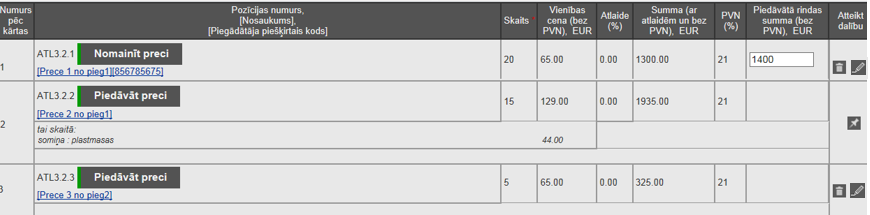 Numurs pēc kārtas
Pozīcijas numurs, [Nosaukums], [Piegādātāja piešķirtais kods]
Skaits
Vienības cena (bez PVN), EUR
Atlaide (%)
Summa (ar atlaidēm un bez PVN), EUR
PVN (%)
Piedāvātā rindas summa (bez PVN), EUR
Atteikt dalību
1 ATL3.2.1 Nomainīt preci 20 65.00 0.00 1300.00 21 1400
[Prece 1 no pieg1][856785675]
2 ATL3.2.2 Piedāvāt preci 15 129.00 0.00 1935.00 21
[Prece 2 no pieg1]
tai skaitā:
somiņa : plastmasas 44.00
3 ATL3.2.3 Piedāvāt preci 5 65.00 0.00 325.00 21
[Prece 3 no pieg2]